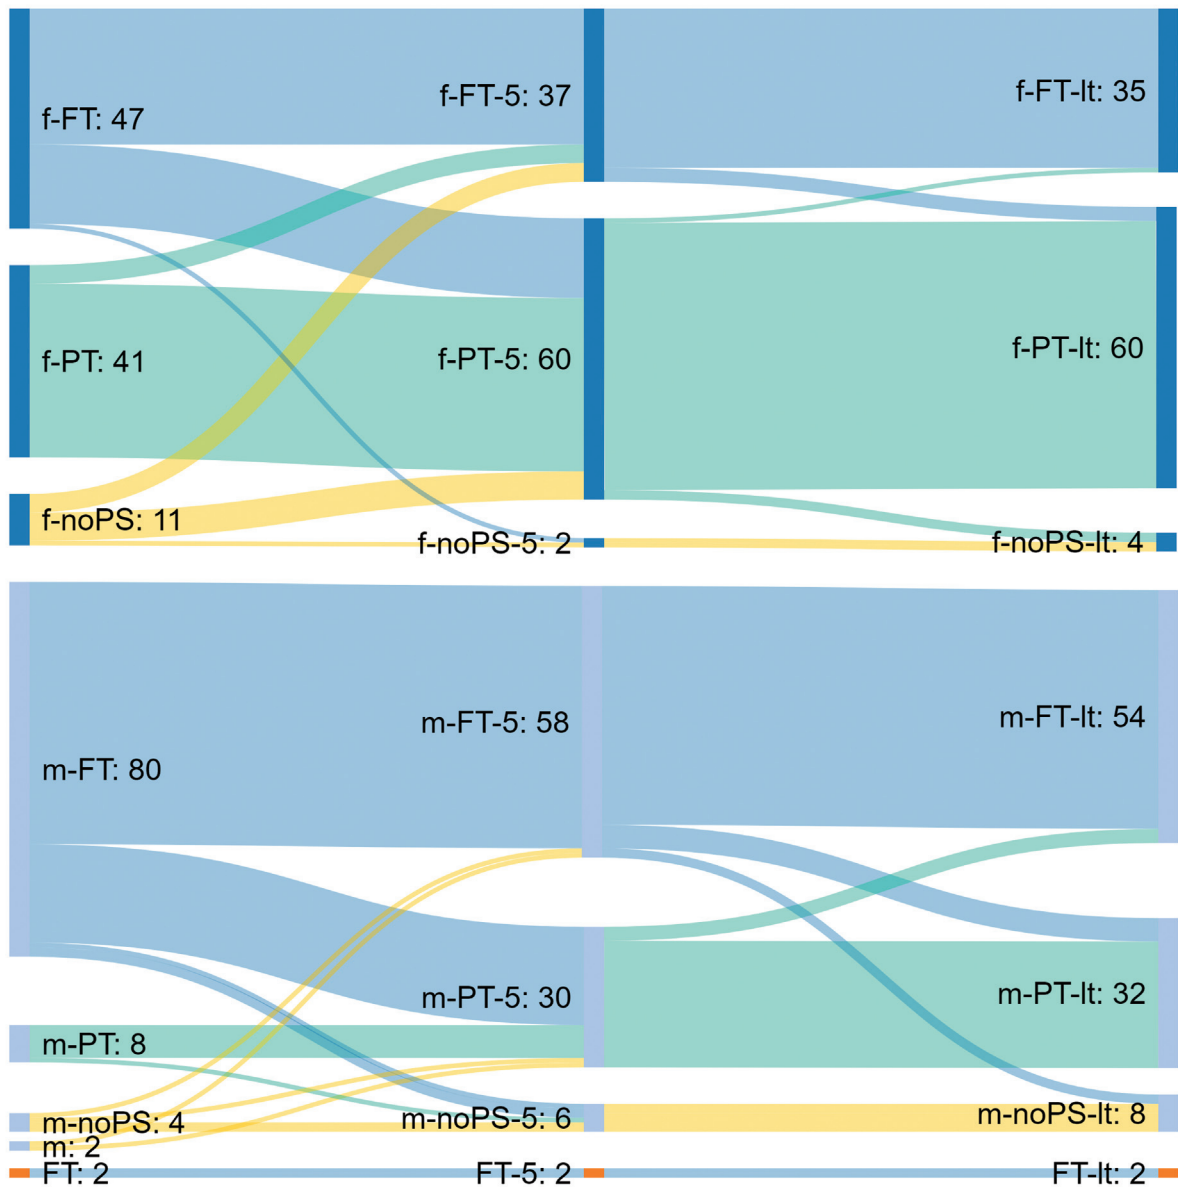 f-FT: 47
f-FT-5: 37
f-FT-lt: 35
f-PT: 41
f-PT-5: 60
f-PT-lt: 60
f-noPS: 11
f-noPS-5: 2
f-noPS-lt: 4
m-FT: 80
m-FT-5: 58
m-FT-lt: 54
m-PT: 8
m-PT-5: 30
m-PT-lt: 32
m-noPS: 4
m-noPS-5: 6
m-noPS-lt: 8
m: 2
FT: 2
FT-5: 2
FT-lt: 2